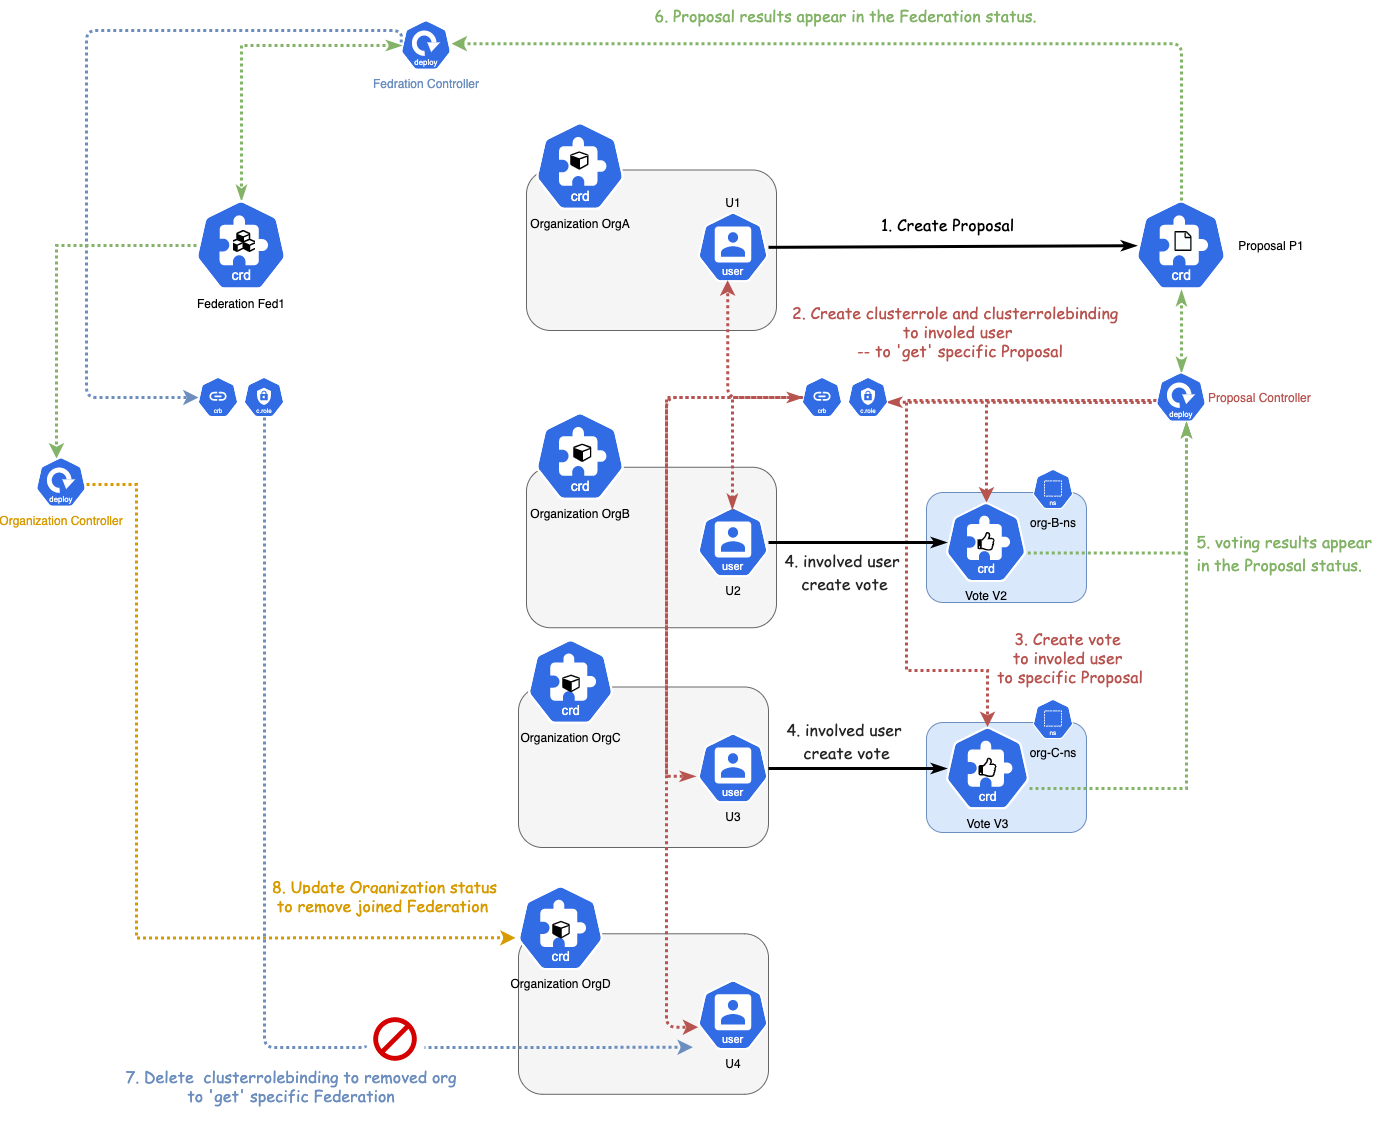 6. Proposal results appear in the Federation status.
deploy
Fedration Controller
crd
Organization OrgA
U1
user
1. Create Proposal
crd
Proposal P1
crd
Federation Fed1
2. Create clusterrole and clusterrolebinding
to involed user
-- to 'get' specific Proposal
crb
c.role
crb
c.role
deploy
Proposal Controller
deploy
Organization Controller
crd
Organization OrgB
user
U2
4. involved user
create vote
ns
org-B-ns
crd
Vote V2
5. voting results appear
in the Proposal status.
3. Create vote
to involed user
to specific Proposal
crd
Organization OrgC
user
U3
4. involved user
create vote
ns
org-C-ns
crd
Vote V3
8. Update Organization status
to remove joined Federation
crd
Organization OrgD
user
U4
7. Delete clusterrolebinding to removed org
to 'get' specific Federation